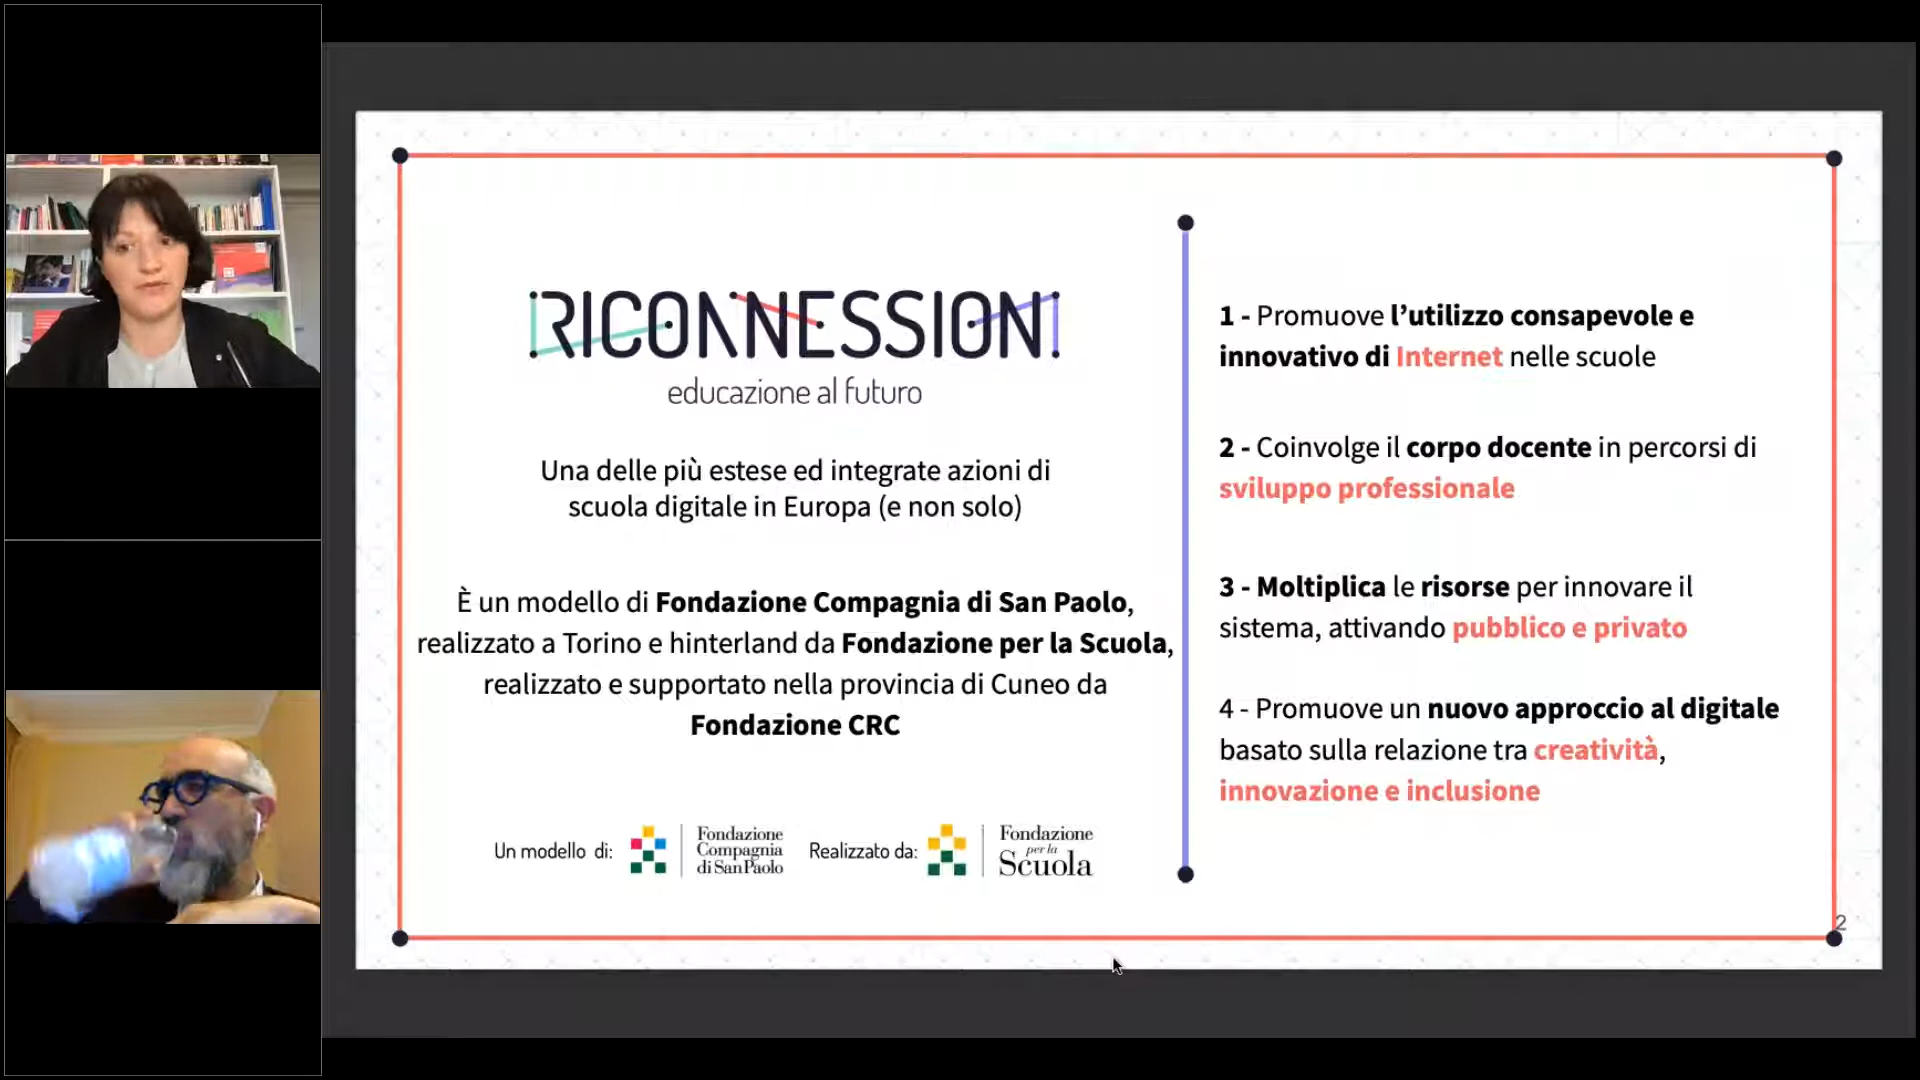 RICONNESSIONI
educazione al futuro
Una delle più estese ed integrate azioni di
scuola digitale in Europa (e non solo)
È un modello di Fondazione Compagnia di San Paolo,
realizzato a Torino e hinterland da Fondazione per la Scuola,
realizzato e supportato nella provincia di Cuneo da
Fondazione CRC
Un modello di:
Fondazione
Compagnia
di San Paolo
Realizzato da:
Fondazione
per la
Scuola
1 - Promuove l’utilizzo consapevole e
innovativo di Internet nelle scuole
2 - Coinvolge il corpo docente in percorsi di
sviluppo professionale
3 - Moltiplica le risorse per innovare il
sistema, attivando pubblico e privato
4 - Promuove un nuovo approccio al digitale
basato sulla relazione tra creatività,
innovazione e inclusione
2